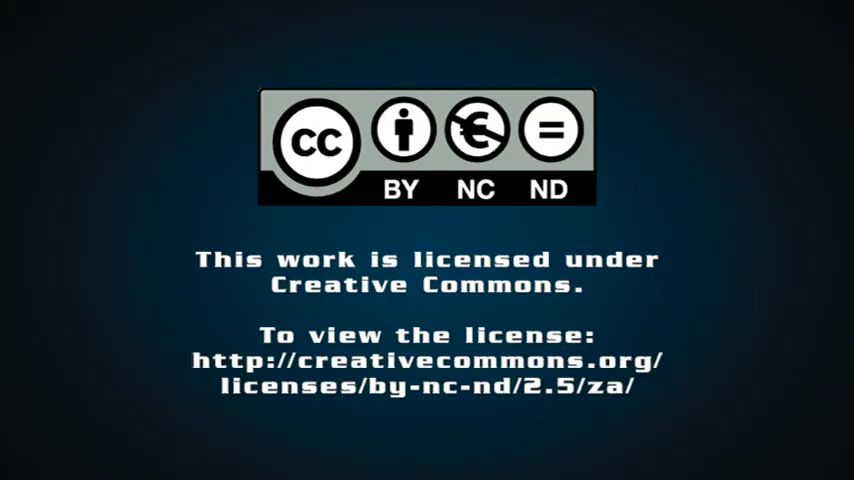 CC
BY NC ND
This work is licensed under
Creative Commons.
To view the license:
http://creativecommons.org/
licenses/by-nc-nd/2.5/za/